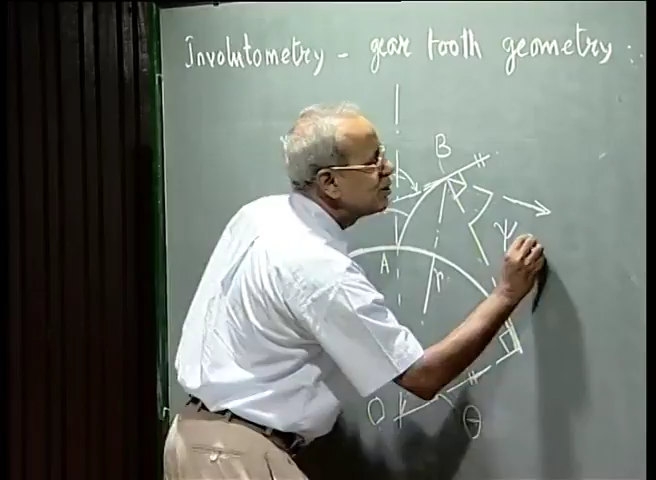 Involutometry - gear tooth geometry.
B
ψ
A
r
O
θ